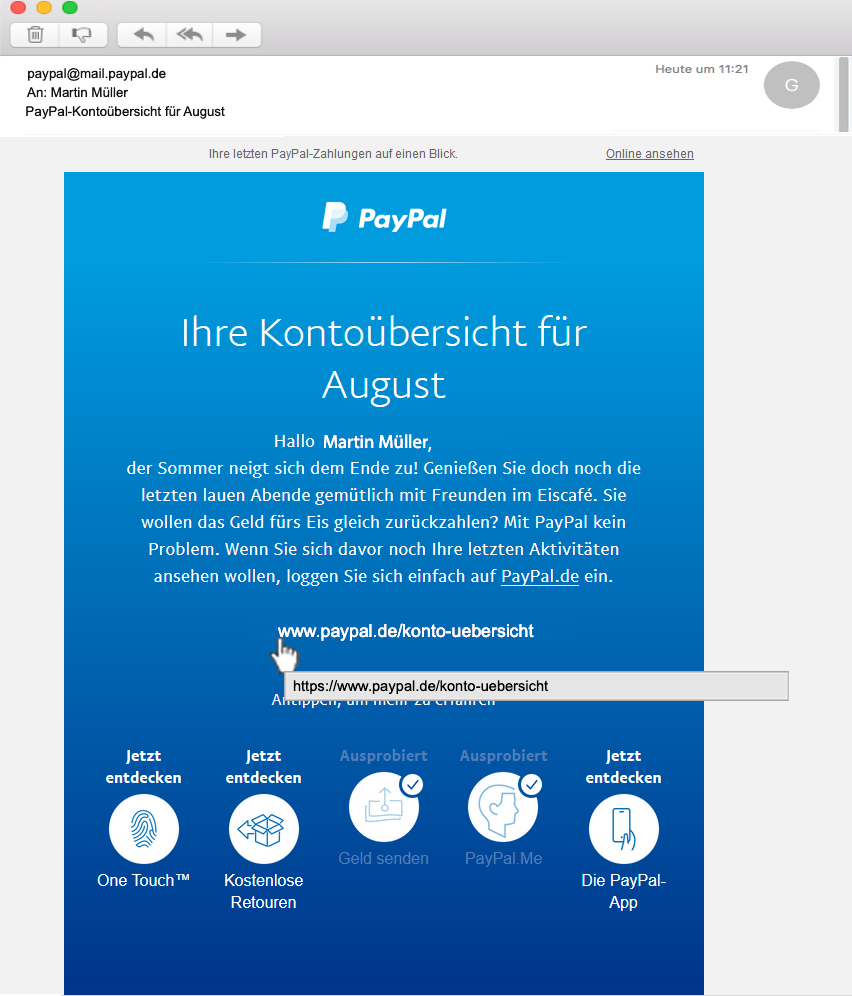 Heute um 11:21
G
paypal@mail.paypal.de
An: Martin Müller
PayPal-Kontoübersicht für August
Ihre letzten PayPal-Zahlungen auf einen Blick.
Online ansehen
PayPal
Ihre Kontoübersicht für
August
Hallo Martin Müller,
der Sommer neigt sich dem Ende zu! Genießen Sie doch noch die
letzten lauen Abende gemütlich mit Freunden im Eiscafé. Sie
wollen das Geld fürs Eis gleich zurückzahlen? Mit PayPal kein
Problem. Wenn Sie sich davor noch Ihre letzten Aktivitäten
ansehen wollen, loggen Sie sich einfach auf PayPal.de ein.
www.paypal.de/konto-uebersicht
https://www.paypal.de/konto-uebersicht
Antippen, um mehr zu erfahren
Jetzt
entdecken
One Touch™
Jetzt
entdecken
Kostenlose
Retouren
Ausprobiert
Geld senden
Ausprobiert
PayPal.Me
Jetzt
entdecken
Die PayPal-
App